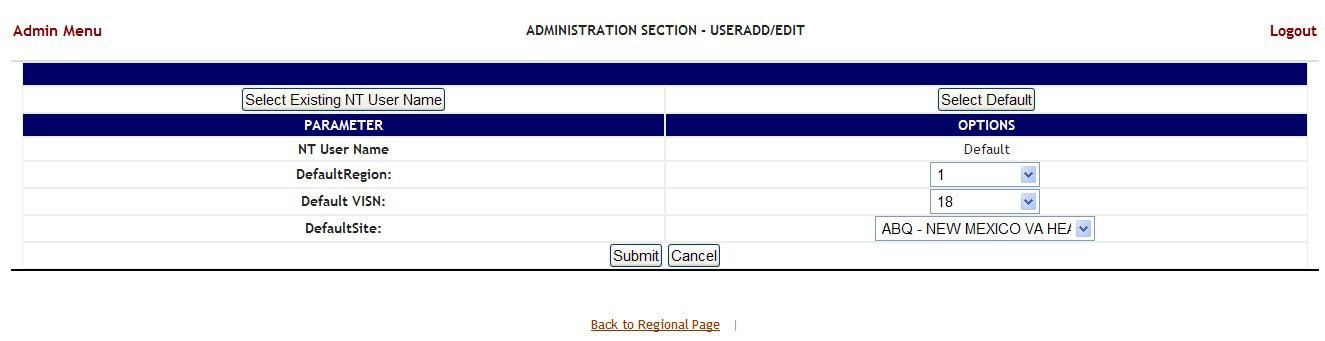 Admin Menu ADMINISTRATION SECTION - USERADD/EDIT Logout
Select Existing NT User Name Select Default
PARAMETER OPTIONS
NT User Name Default
DefaultRegion: 1
Default VISN: 18
DefaultSite: ABQ - NEW MEXICO VA HEA
Submit Cancel
Back to Regional Page |